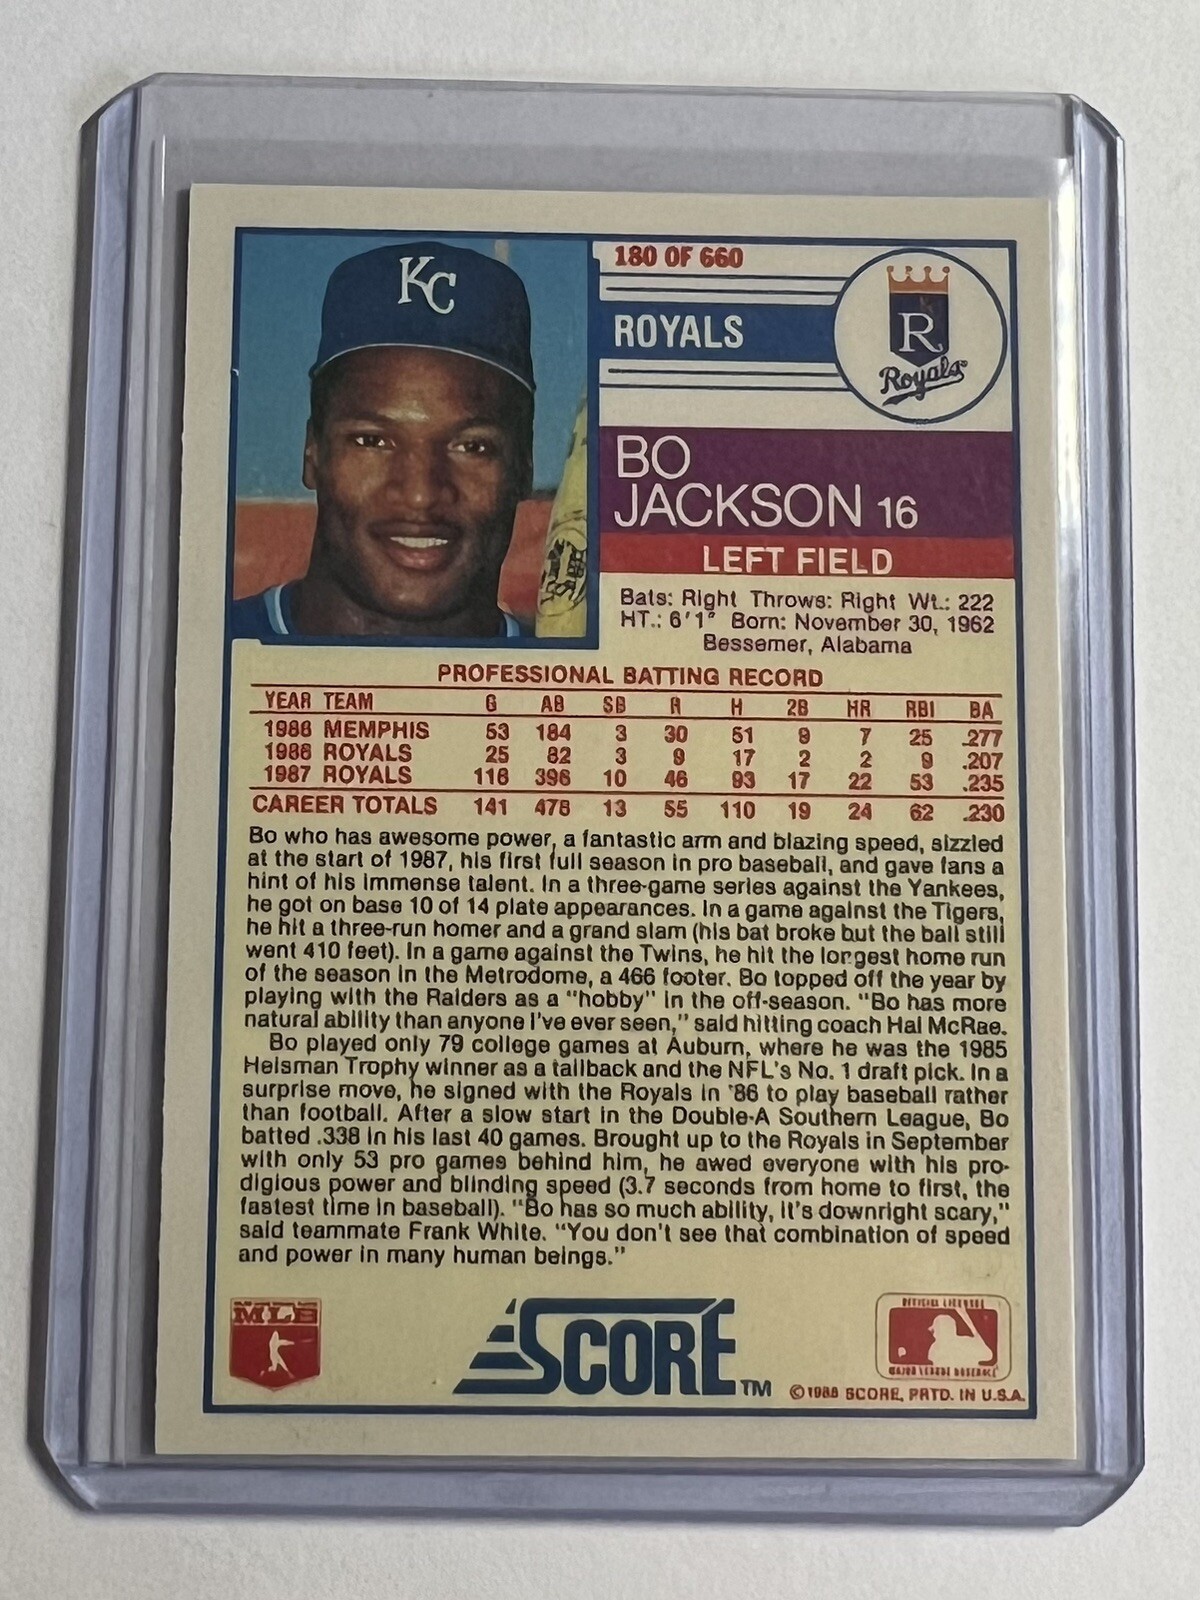 KC
180 OF 660
ROYALS
R
Royals
BO
JACKSON 16
LEFT FIELD
Bats: Right Throws: Right Wt.: 222
HT.: 6'1" Born: November 30, 1962
Bessemer, Alabama
PROFESSIONAL BATTING RECORD
YEAR TEAM G AB SB R H 2B HR RBI BA
1986 MEMPHIS 53 184 3 30 51 9 7 25 .277
1986 ROYALS 25 82 3 9 17 2 2 9 .207
1987 ROYALS 116 396 10 46 93 17 22 53 .235
CAREER TOTALS 141 478 13 55 110 19 24 62 .230
Bo who has awesome power, a fantastic arm and blazing speed, sizzled
at the start of 1987, his first full season in pro baseball, and gave fans a
hint of his immense talent. In a three-game series against the Yankees,
he got on base 10 of 14 plate appearances. In a game against the Tigers,
he hit a three-run homer and a grand slam (his bat broke but the ball still
went 410 feet). In a game against the Twins, he hit the longest home run
of the season in the Metrodome, a 466 footer. Bo topped off the year by
playing with the Raiders as a "hobby" in the off-season. "Bo has more
natural ability than anyone I've ever seen," said hitting coach Hal McRae.
Bo played only 79 college games at Auburn, where he was the 1985
Heisman Trophy winner as a tailback and the NFL's No. 1 draft pick. In a
surprise move, he signed with the Royals in '86 to play baseball rather
than football. After a slow start in the Double-A Southern League, Bo
batted .338 in his last 40 games. Brought up to the Royals in September
with only 53 pro games behind him, he awed everyone with his pro-
digious power and blinding speed (3.7 seconds from home to first, the
fastest time in baseball). "Bo has so much ability, it's downright scary,"
said teammate Frank White. "You don't see that combination of speed
and power in many human beings."
MLB
SCORE TM
OFFICIAL LICENSEE
MAJOR LEAGUE BASEBALL
©1988 SCORE, PRTD. IN U.S.A.